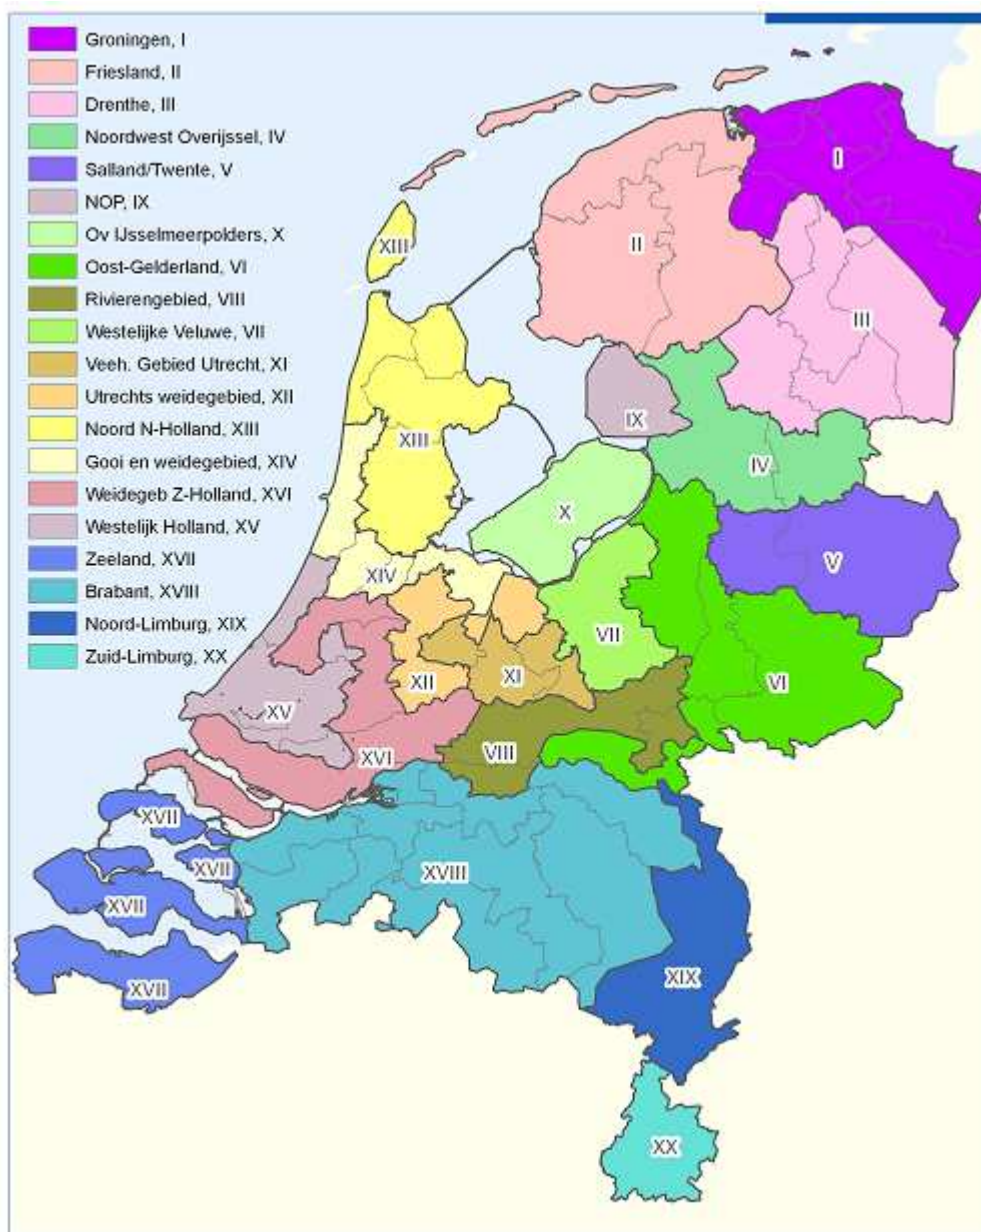 Groningen, I
Friesland, II
Drenthe, III
Noordwest Overijssel, IV
Salland/Twente, V
NOP, IX
Ov IJsselmeerpolders, X
Oost-Gelderland, VI
Rivierengebied, VIII
Westelijke Veluwe, VII
Veeh. Gebied Utrecht, XI
Utrechts weidegebied, XII
Noord N-Holland, XIII
Gooi en weidegebied, XIV
Weidegeb Z-Holland, XVI
Westelijk Holland, XV
Zeeland, XVII
Brabant, XVIII
Noord-Limburg, XIX
Zuid-Limburg, XX
I
II
XIII
III
IX
XIII
IV
X
V
XIV
VII
XI
XII
VI
XV
VIII
XVI
XVII
XVII
XVIII
XVII
XIX
XVII
XX